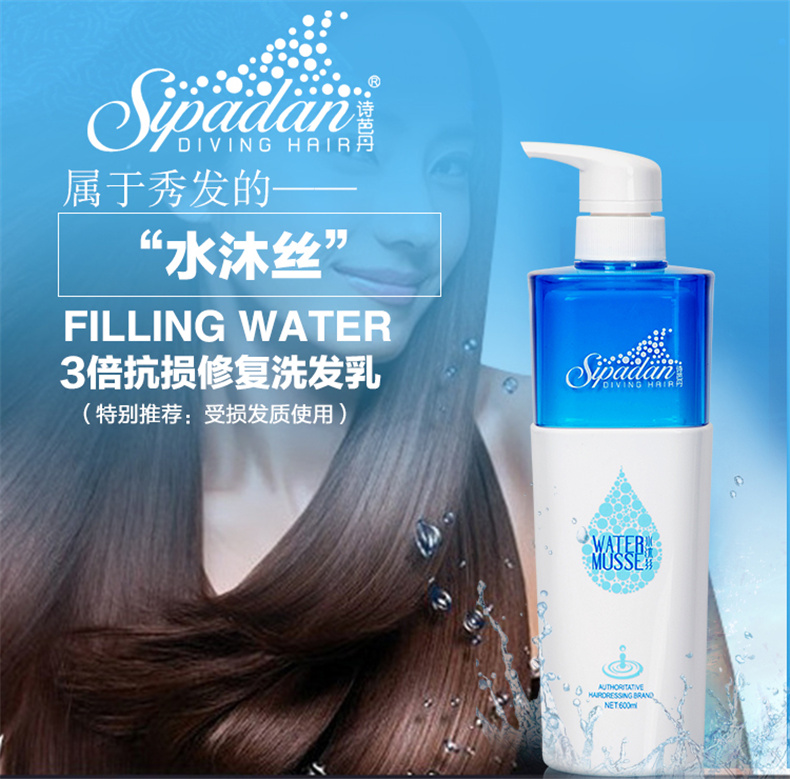 Sipadan®
诗芭丹
DIVING HAIR
属于秀发的——
“水沐丝”
FILLING WATER
3倍抗损修复洗发乳
（特别推荐：受损发质使用）
Sipadan
诗芭丹
DIVING HAIR
WATER
MUSSE
水沐丝
AUTHORITATIVE
HAIRDRESSING BRAND
NET:600ml